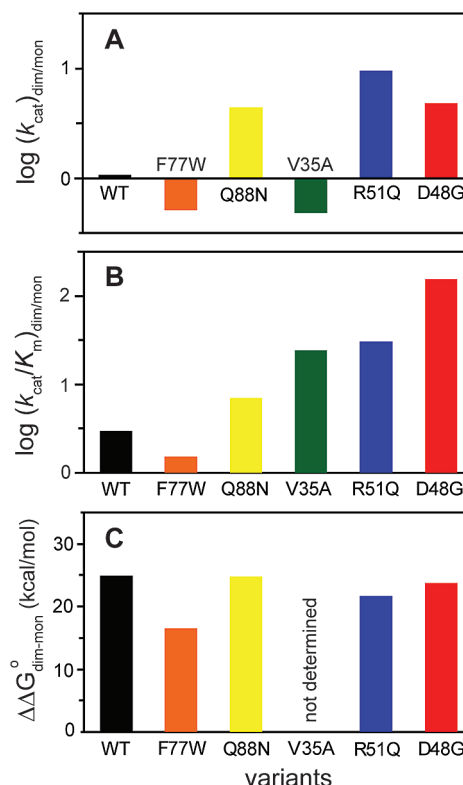 A
log (kcat)dim/mon
1
0
F77W V35A
WT Q88N R51Q D48G
B
log (kcat/Km)dim/mon
2
1
0
WT F77W Q88N V35A R51Q D48G
C
ΔΔG°dim-mon (kcal/mol)
30
20
10
0
not determined
WT F77W Q88N V35A R51Q D48G
variants